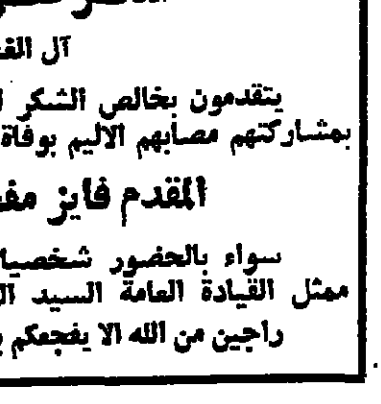 آل
يتقدمون بخالص الشكر
بمشاركتهم مصابهم الاليم بوفاة
المقدم فايز
سواء بالحضور شخصيا
ممثل القيادة العامة السيد
راجين من الله الا يفجعكم